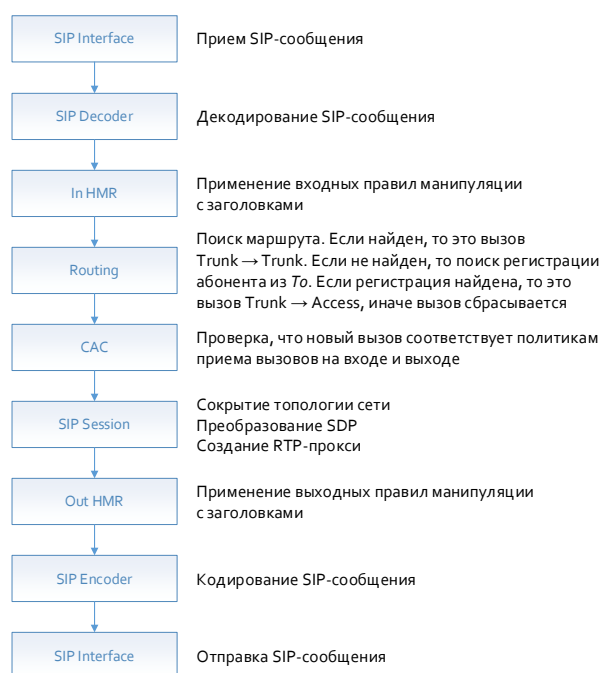 SIP Interface
Прием SIP-сообщения
SIP Decoder
Декодирование SIP-сообщения
In HMR
Применение входных правил манипуляции
с заголовками
Routing
Поиск маршрута. Если найден, то это вызов
Trunk → Trunk. Если не найден, то поиск регистрации
абонента из To. Если регистрация найдена, то это
вызов Trunk → Access, иначе вызов сбрасывается
CAC
Проверка, что новый вызов соответствует политикам
приема вызовов на входе и выходе
SIP Session
Сокрытие топологии сети
Преобразование SDP
Создание RTP-прокси
Out HMR
Применение выходных правил манипуляции
с заголовками
SIP Encoder
Кодирование SIP-сообщения
SIP Interface
Отправка SIP-сообщения